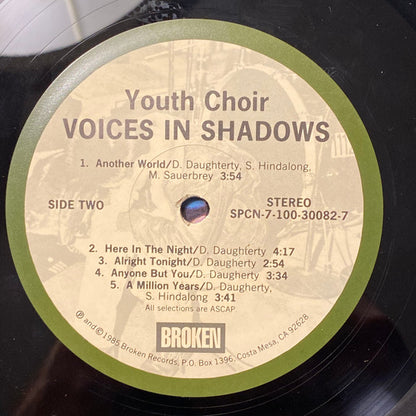 Youth Choir
VOICES IN SHADOWS
1. Another World/D. Daughterty, S. Hindalong,
M. Sauerbrey 3:54
SIDE TWO
STEREO
SPCN-7-100-30082-7
2. Here In The Night/D. Daugherty 4:17
3. Alright Tonight/D. Daugherty 2:54
4. Anyone But You/D. Daugherty 3:34
5. A Million Years/D. Daugherty,
S. Hindalong 3:41
All selections are ASCAP
BROKEN
℗ and © 1985 Broken Records, P.O. Box 1396, Costa Mesa, CA 92628